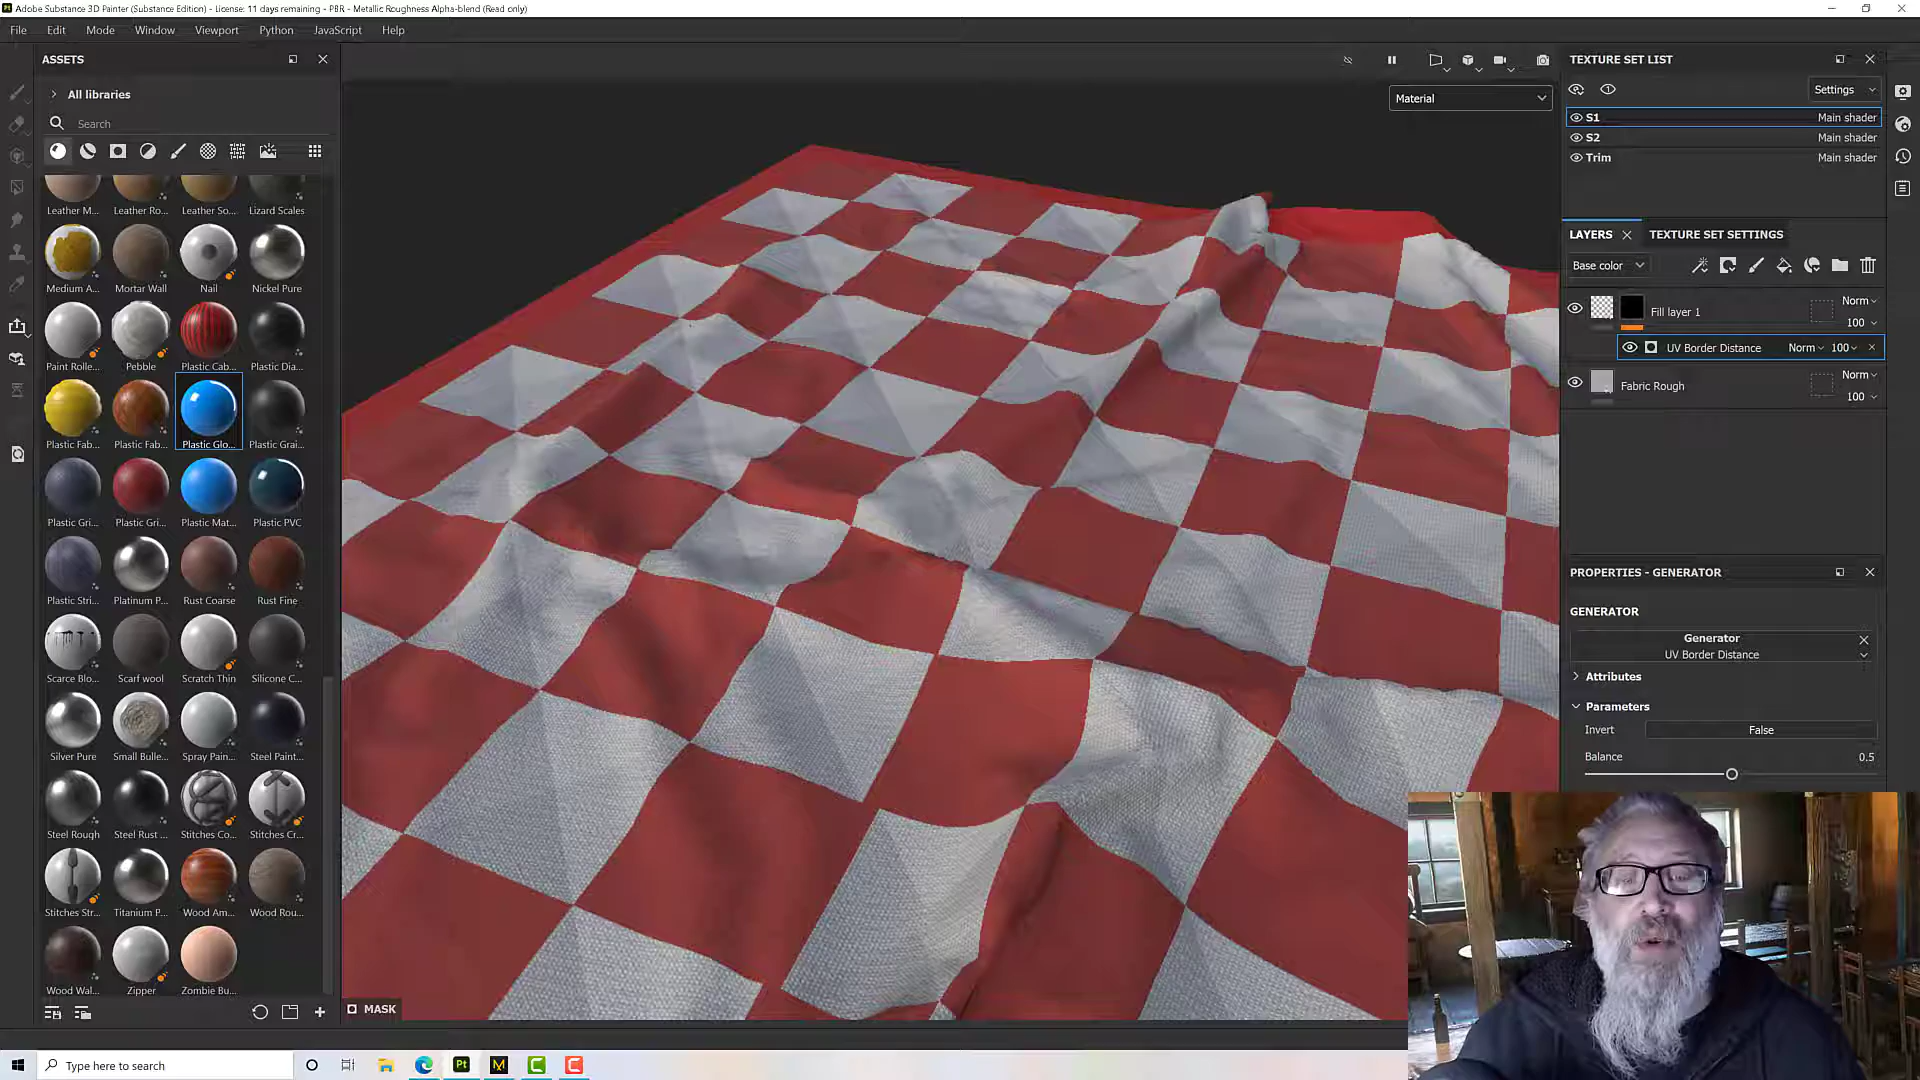 Pt Adobe Substance 3D Painter (Substance Edition) - License: 11 days remaining - PBR - Metallic Roughness Alpha-blend (Read only)
File Edit Mode Window Viewport Python JavaScript Help
ASSETS
All libraries
Search
Leather M... Leather Ro... Leather So... Lizard Scales
Medium A... Mortar Wall Nail Nickel Pure
Paint Rolle... Pebble Plastic Cab... Plastic Dia...
Plastic Fab... Plastic Fab... Plastic Glo... Plastic Grai...
Plastic Gri... Plastic Gri... Plastic Mat... Plastic PVC
Plastic Stri... Platinum P... Rust Coarse Rust Fine
Scarce Blo... Scarf wool Scratch Thin Silicone C...
Silver Pure Small Bulle... Spray Pain... Steel Paint...
Steel Rough Steel Rust ... Stitches Co... Stitches Cr...
Stitches Str... Titanium P... Wood Am... Wood Rou...
Wood Wal... Zipper Zombie Bu...
Material
MASK
TEXTURE SET LIST
Settings
S1 Main shader
S2 Main shader
Trim Main shader
LAYERS TEXTURE SET SETTINGS
Base color
Fill layer 1 Norm 100
UV Border Distance Norm 100
Fabric Rough Norm 100
PROPERTIES - GENERATOR
GENERATOR
Generator
UV Border Distance
Attributes
Parameters
Invert False
Balance 0.5
Type here to search
Pt
M
C
C